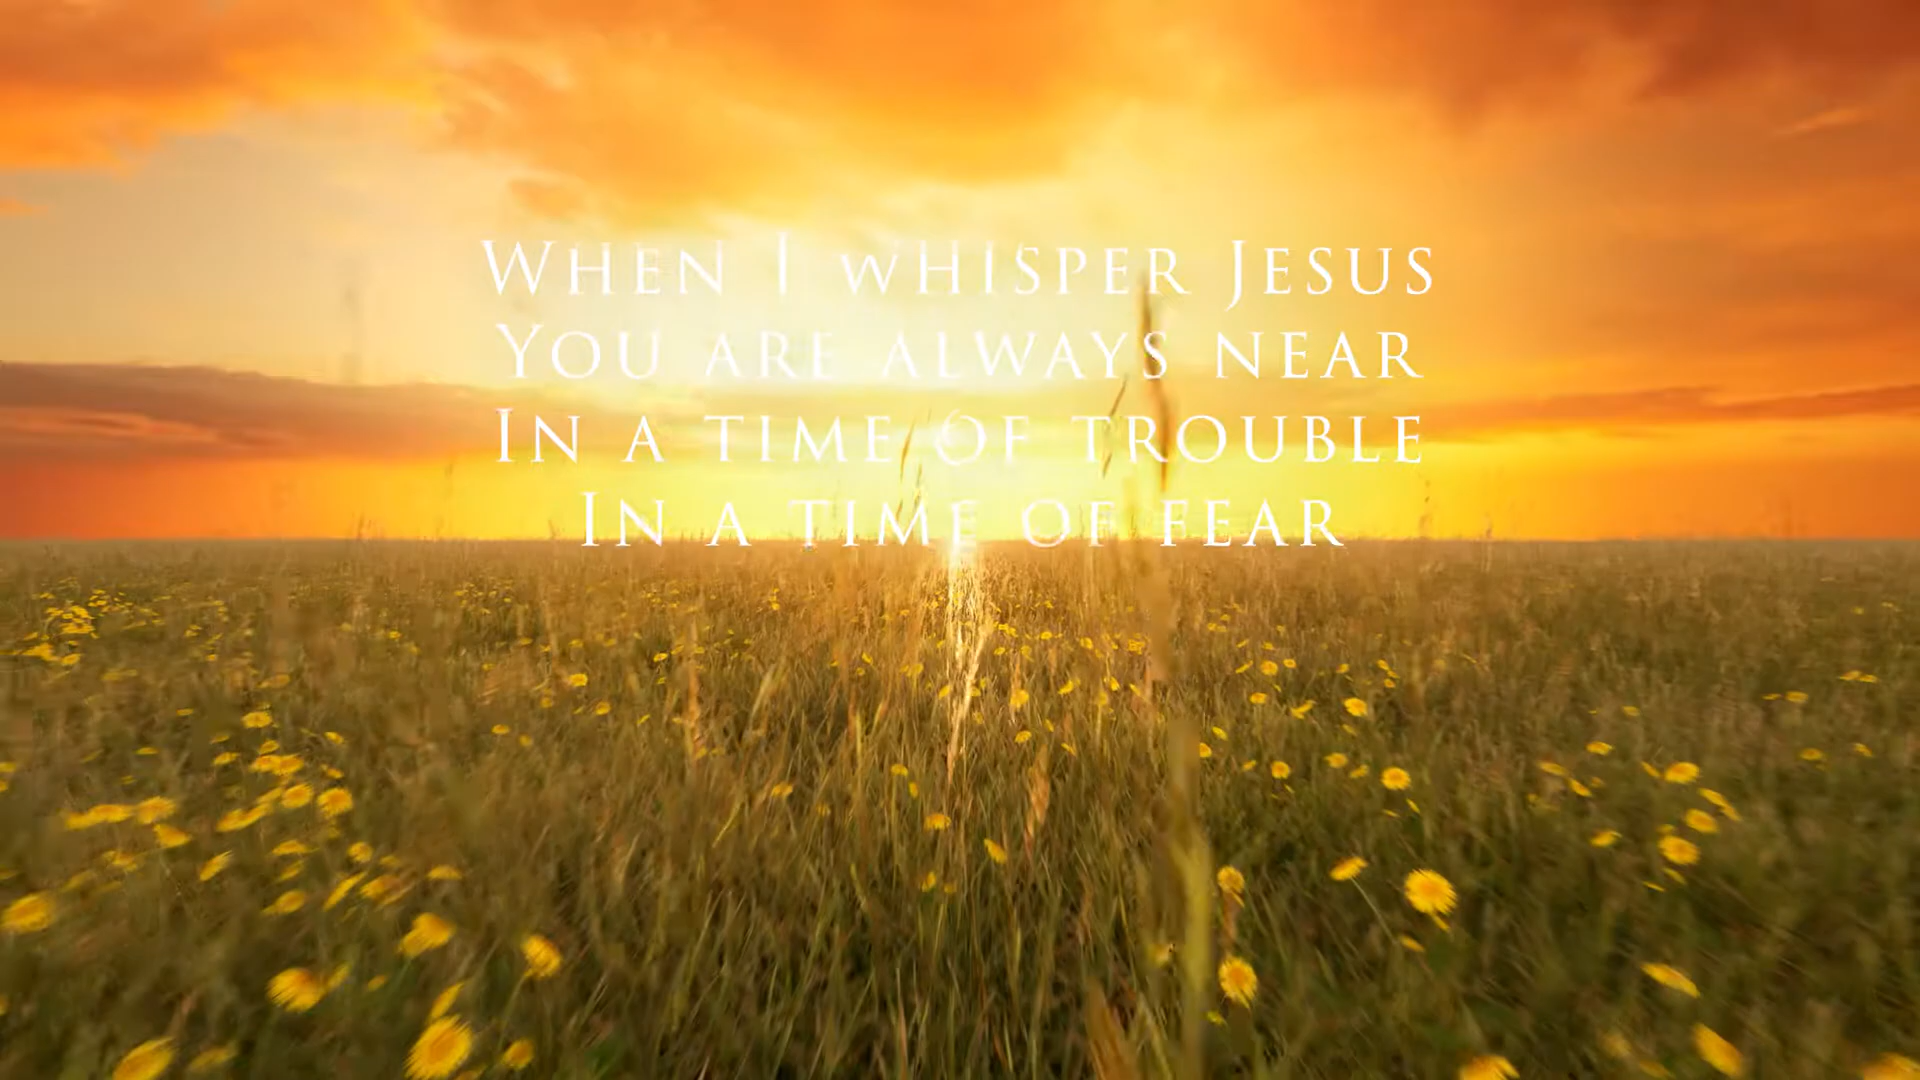 When I whisper Jesus
You are always near
In a time of trouble
In a time of fear